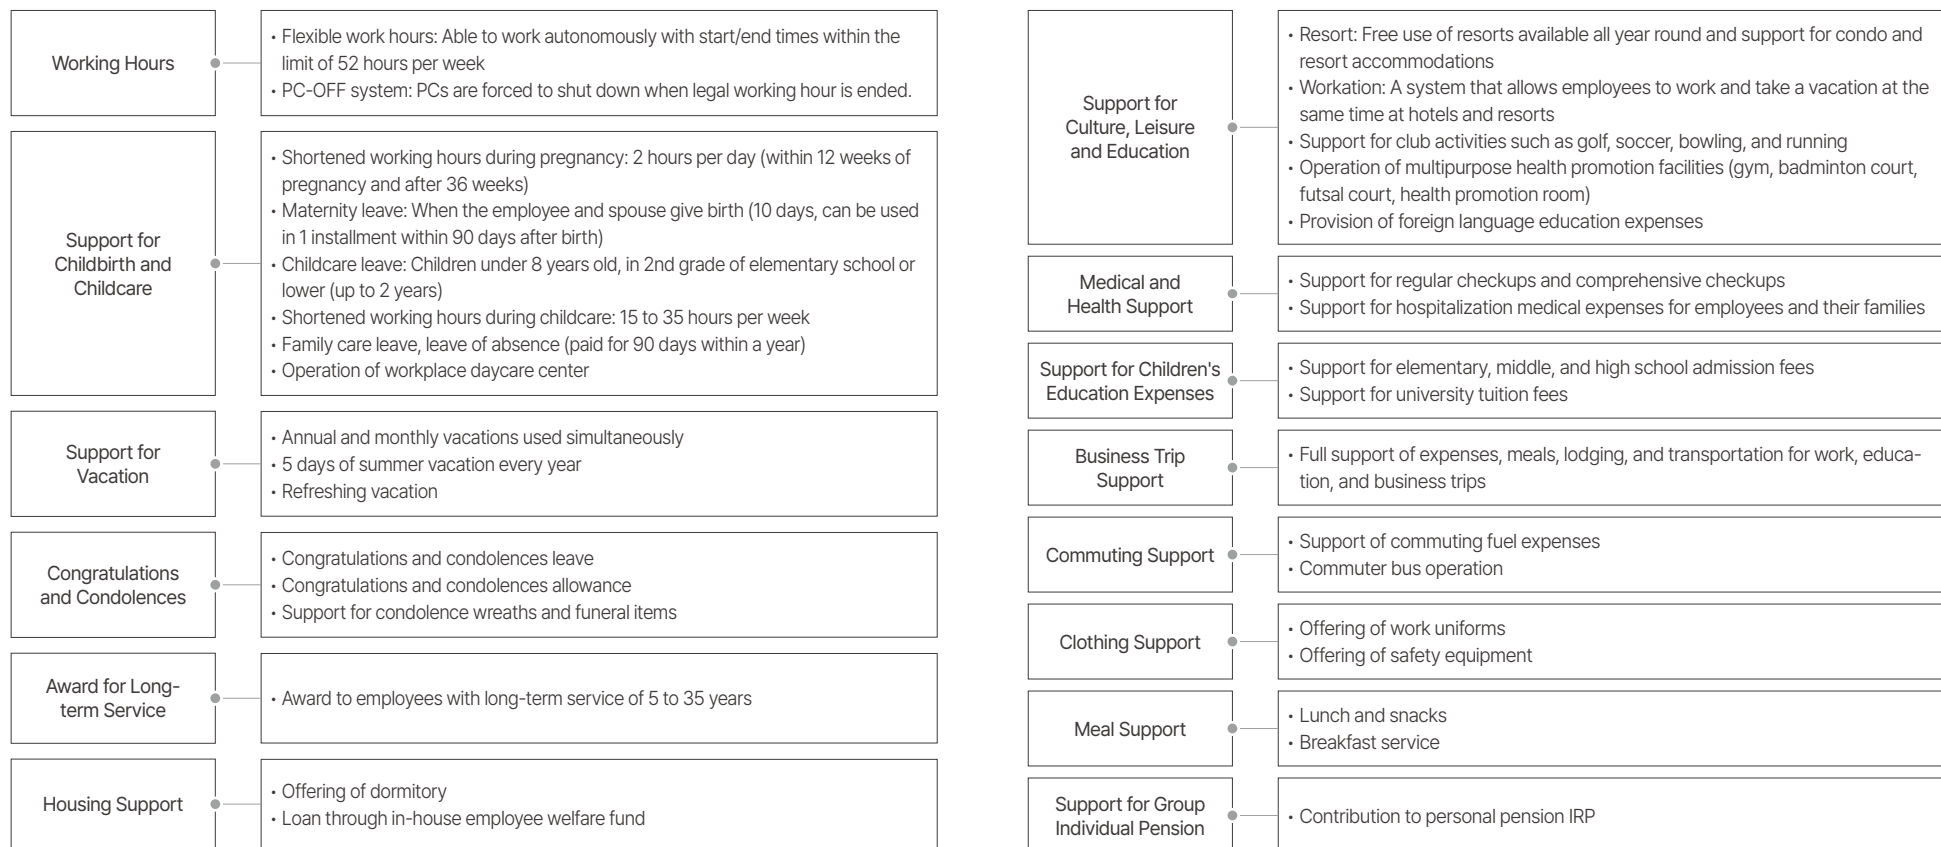 Working Hours
• Flexible work hours: Able to work autonomously with start/end times within the
limit of 52 hours per week
• PC-OFF system: PCs are forced to shut down when legal working hour is ended.
Support for
Childbirth and
Childcare
• Shortened working hours during pregnancy: 2 hours per day (within 12 weeks of
pregnancy and after 36 weeks)
• Maternity leave: When the employee and spouse give birth (10 days, can be used
in 1 installment within 90 days after birth)
• Childcare leave: Children under 8 years old, in 2nd grade of elementary school or
lower (up to 2 years)
• Shortened working hours during childcare: 15 to 35 hours per week
• Family care leave, leave of absence (paid for 90 days within a year)
• Operation of workplace daycare center
Support for
Vacation
• Annual and monthly vacations used simultaneously
• 5 days of summer vacation every year
• Refreshing vacation
Congratulations
and Condolences
• Congratulations and condolences leave
• Congratulations and condolences allowance
• Support for condolence wreaths and funeral items
Award for Long-
term Service
• Award to employees with long-term service of 5 to 35 years
Housing Support
• Offering of dormitory
• Loan through in-house employee welfare fund
Support for
Culture, Leisure
and Education
• Resort: Free use of resorts available all year round and support for condo and
resort accommodations
• Workation: A system that allows employees to work and take a vacation at the
same time at hotels and resorts
• Support for club activities such as golf, soccer, bowling, and running
• Operation of multipurpose health promotion facilities (gym, badminton court,
futsal court, health promotion room)
• Provision of foreign language education expenses
Medical and
Health Support
• Support for regular checkups and comprehensive checkups
• Support for hospitalization medical expenses for employees and their families
Support for Children's
Education Expenses
• Support for elementary, middle, and high school admission fees
• Support for university tuition fees
Business Trip
Support
• Full support of expenses, meals, lodging, and transportation for work, educa-
tion, and business trips
Commuting Support
• Support of commuting fuel expenses
• Commuter bus operation
Clothing Support
• Offering of work uniforms
• Offering of safety equipment
Meal Support
• Lunch and snacks
• Breakfast service
Support for Group
Individual Pension
• Contribution to personal pension IRP